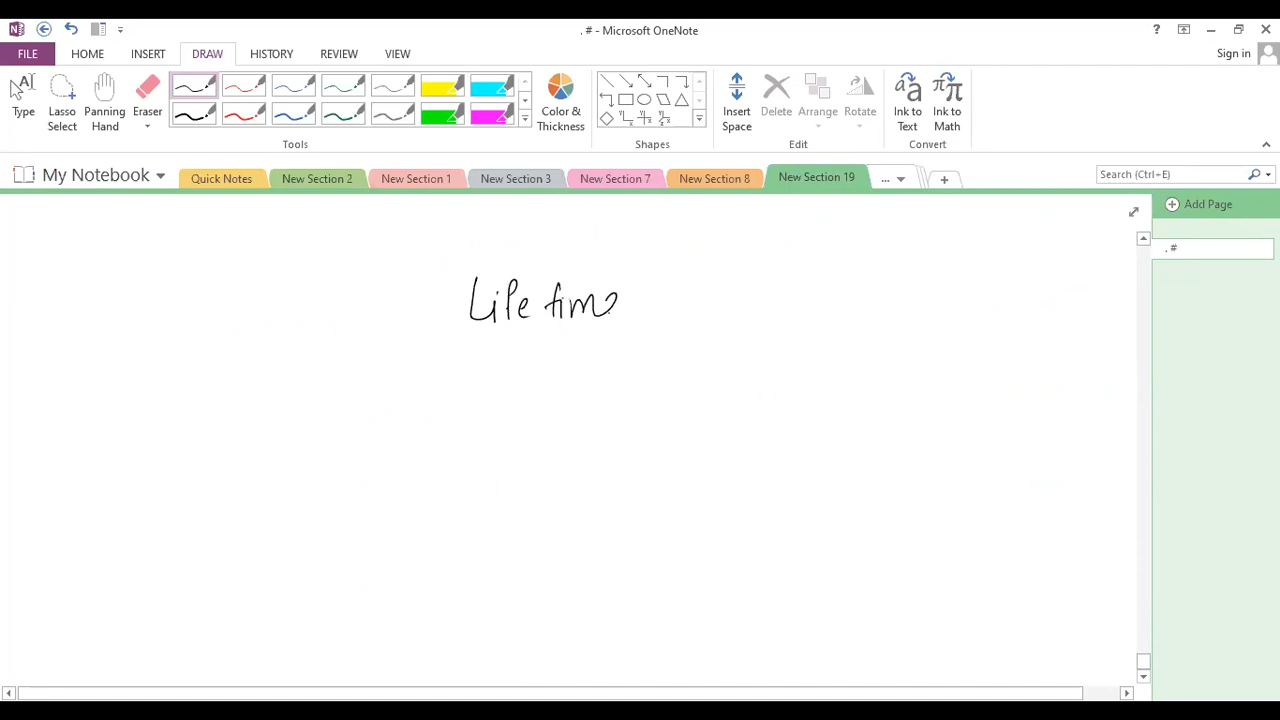 . # - Microsoft OneNote
?
Sign in
FILE HOME INSERT DRAW HISTORY REVIEW VIEW
Type
Lasso Select
Panning Hand
Eraser
Color & Thickness
Insert Space
Delete
Arrange
Rotate
Ink to Text
Ink to Math
Tools Shapes Edit Convert
My Notebook
Quick Notes New Section 2 New Section 1 New Section 3 New Section 7 New Section 8 New Section 19 ...
Search (Ctrl+E)
Add Page
. #
Life time